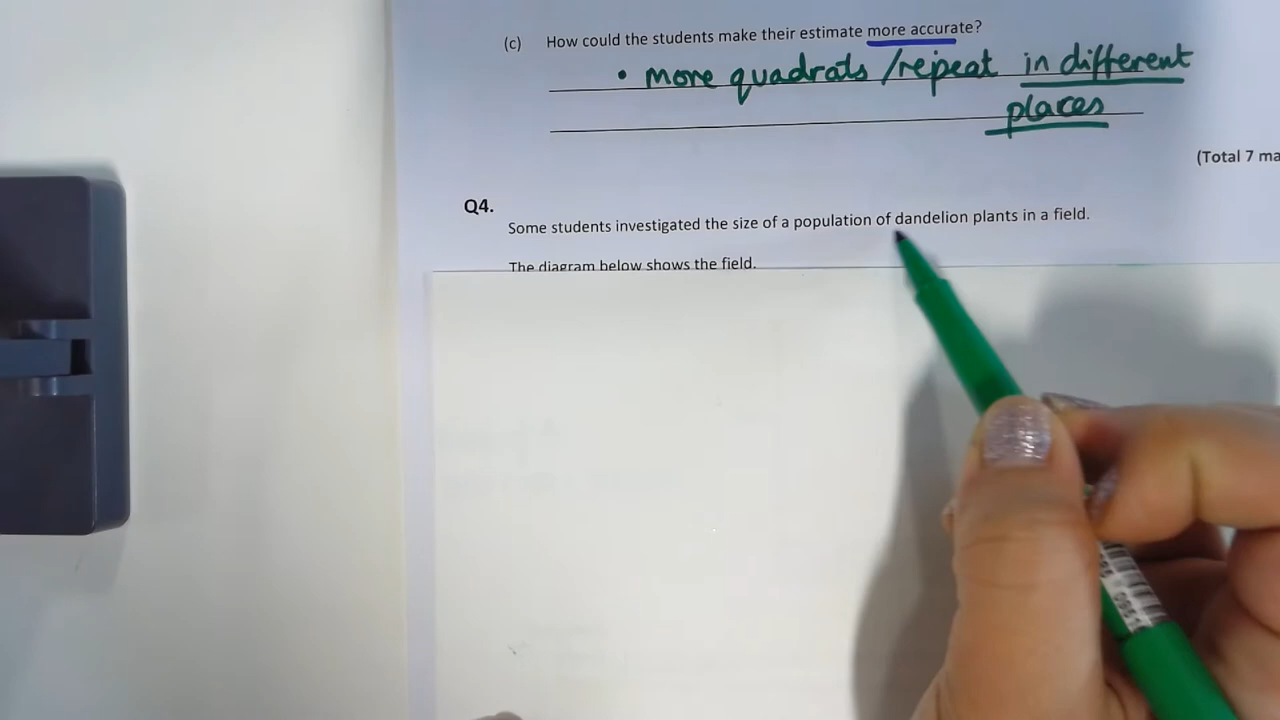 (c) How could the students make their estimate more accurate?
• more quadrats /repeat in different
places
(Total 7 ma
Q4.
Some students investigated the size of a population of dandelion plants in a field.
The diagram below shows the field.